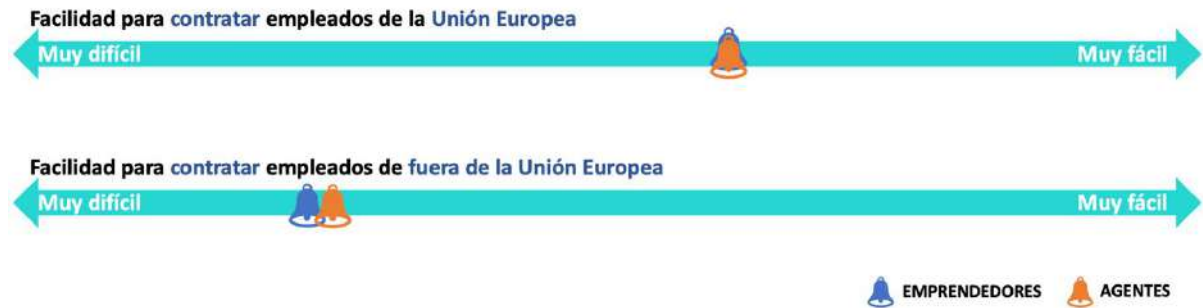 Facilidad para contratar empleados de la Unión Europea
Muy difícil Muy fácil
Facilidad para contratar empleados de fuera de la Unión Europea
Muy difícil Muy fácil
EMPRENDEDORES AGENTES